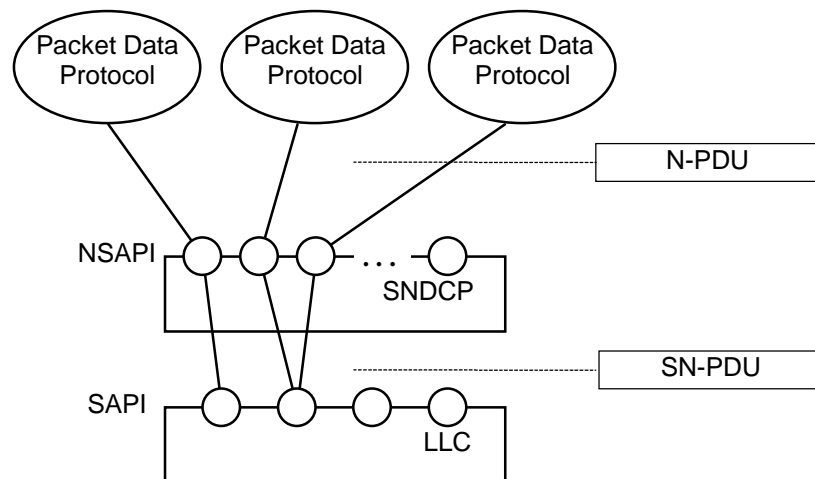 Packet Data
Protocol
Packet Data
Protocol
Packet Data
Protocol
N-PDU
NSAPI
...
SNDCP
SN-PDU
SAPI
LLC